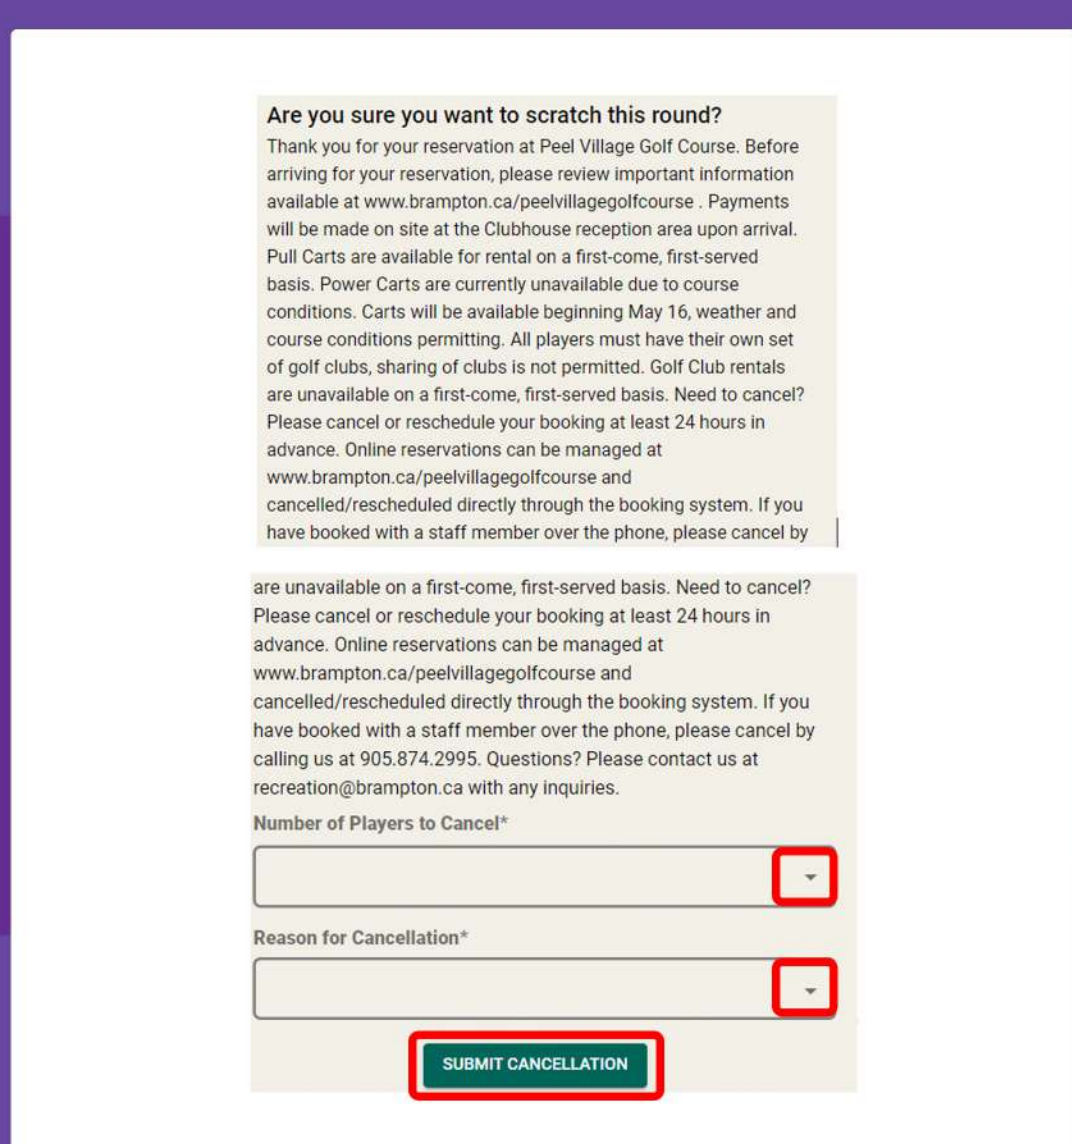 Are you sure you want to scratch this round?
Thank you for your reservation at Peel Village Golf Course. Before
arriving for your reservation, please review important information
available at www.brampton.ca/peelvillagegolfcourse . Payments
will be made on site at the Clubhouse reception area upon arrival.
Pull Carts are available for rental on a first-come, first-served
basis. Power Carts are currently unavailable due to course
conditions. Carts will be available beginning May 16, weather and
course conditions permitting. All players must have their own set
of golf clubs, sharing of clubs is not permitted. Golf Club rentals
are unavailable on a first-come, first-served basis. Need to cancel?
Please cancel or reschedule your booking at least 24 hours in
advance. Online reservations can be managed at
www.brampton.ca/peelvillagegolfcourse and
cancelled/rescheduled directly through the booking system. If you
have booked with a staff member over the phone, please cancel by
are unavailable on a first-come, first-served basis. Need to cancel?
Please cancel or reschedule your booking at least 24 hours in
advance. Online reservations can be managed at
www.brampton.ca/peelvillagegolfcourse and
cancelled/rescheduled directly through the booking system. If you
have booked with a staff member over the phone, please cancel by
calling us at 905.874.2995. Questions? Please contact us at
recreation@brampton.ca with any inquiries.
Number of Players to Cancel*
Reason for Cancellation*
SUBMIT CANCELLATION